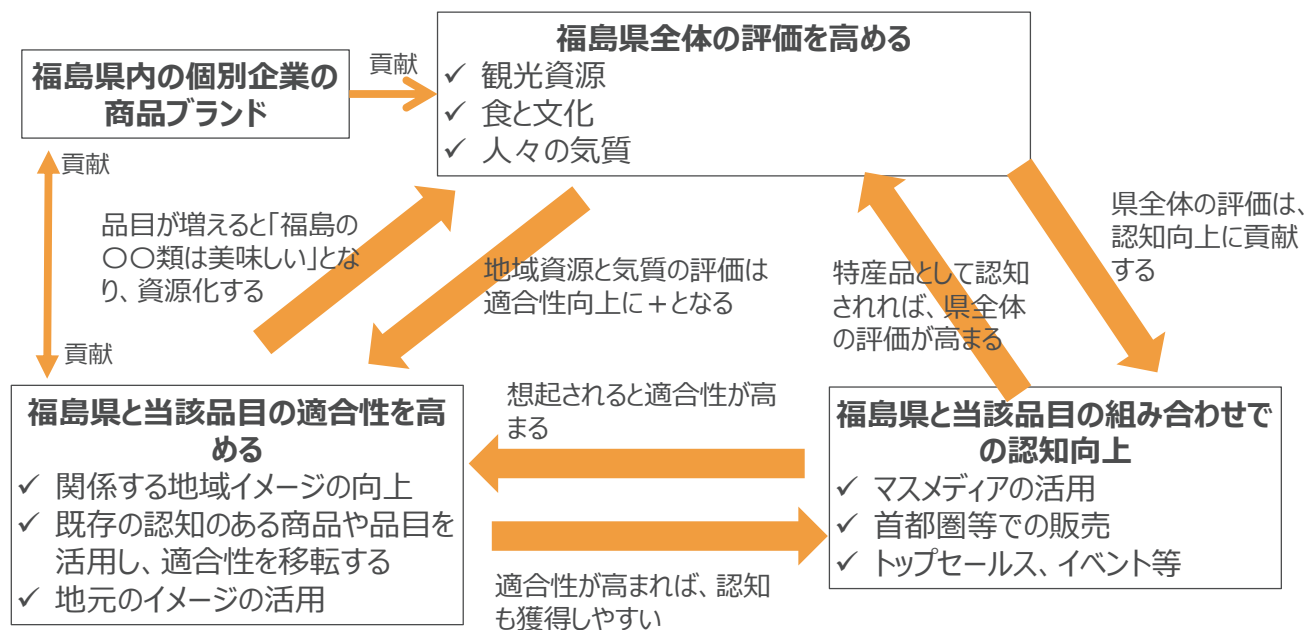 福島県全体の評価を高める
✓ 観光資源
✓ 食と文化
✓ 人々の気質
福島県内の個別企業の
商品ブランド
貢献
貢献
貢献
品目が増えると「福島の
〇〇類は美味しい」とな
り、資源化する
地域資源と気質の評価は
適合性向上に＋となる
特産品として認知
されれば、県全体
の評価が高まる
県全体の評価は、
認知向上に貢献
する
福島県と当該品目の適合性を高
める
✓ 関係する地域イメージの向上
✓ 既存の認知のある商品や品目を
活用し、適合性を移転する
✓ 地元のイメージの活用
想起されると適合性が高
まる
適合性が高まれば、認知
も獲得しやすい
福島県と当該品目の組み合わせで
の認知向上
✓ マスメディアの活用
✓ 首都圏等での販売
✓ トップセールス、イベント等